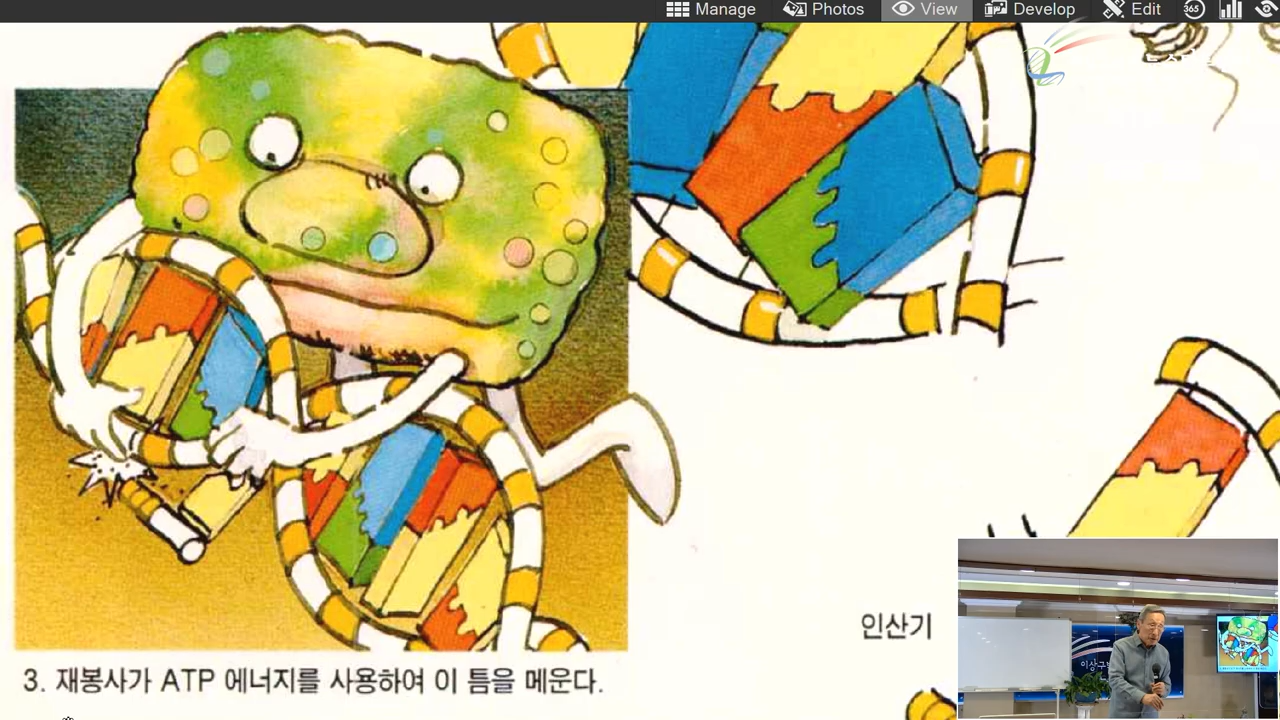 Manage Photos View Develop Edit 365
인산기
3. 재봉사가 ATP 에너지를 사용하여 이 틈을 메운다.